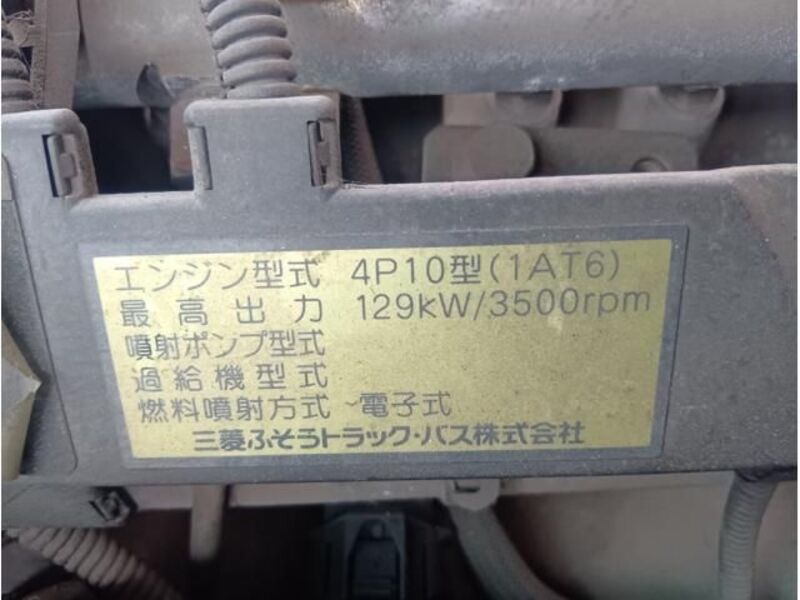 エンジン型式 4P10型(1AT6)
最高出力 129kW/3500rpm
噴射ポンプ型式
過給機型式
燃料噴射方式 電子式
三菱ふそうトラック・バス株式会社